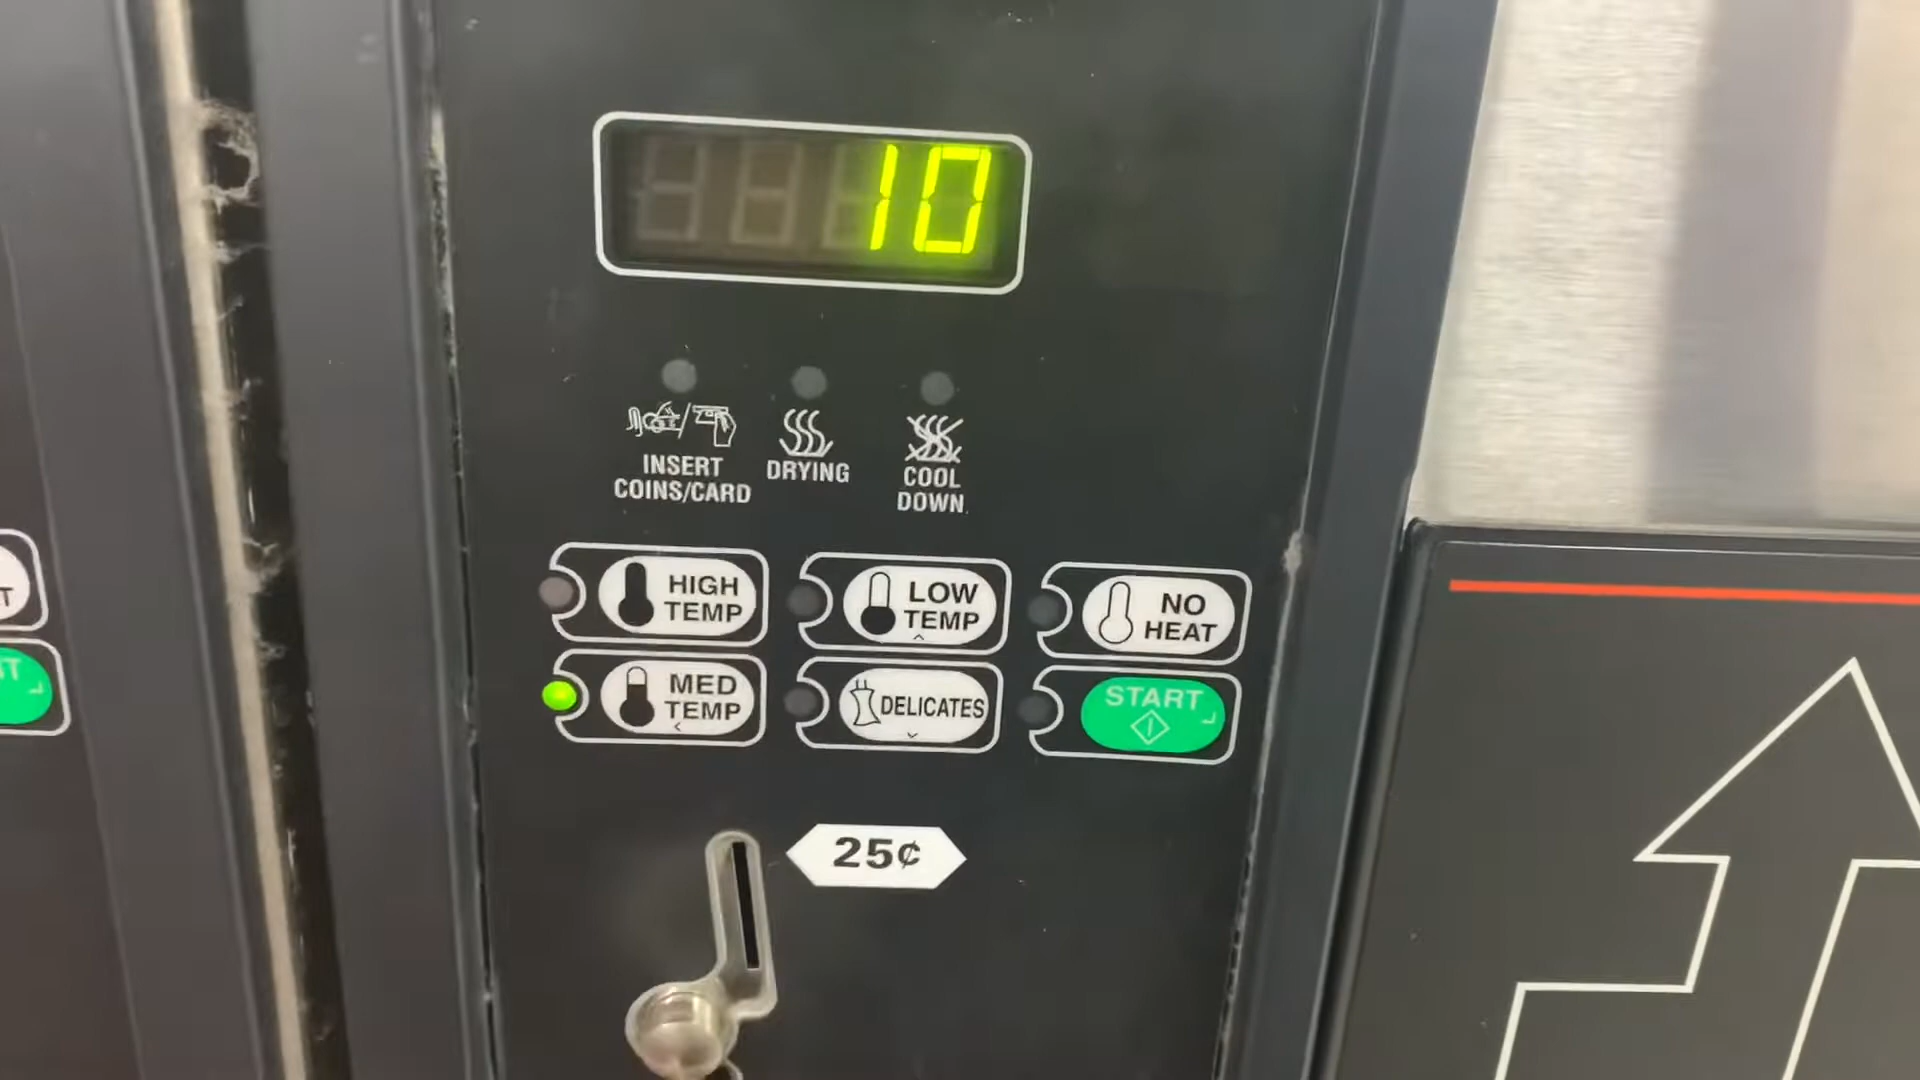 10
INSERT
COINS/CARD
DRYING
COOL
DOWN
HIGH
TEMP
LOW
TEMP
NO
HEAT
T
MED
TEMP
DELICATES
START
T
25¢